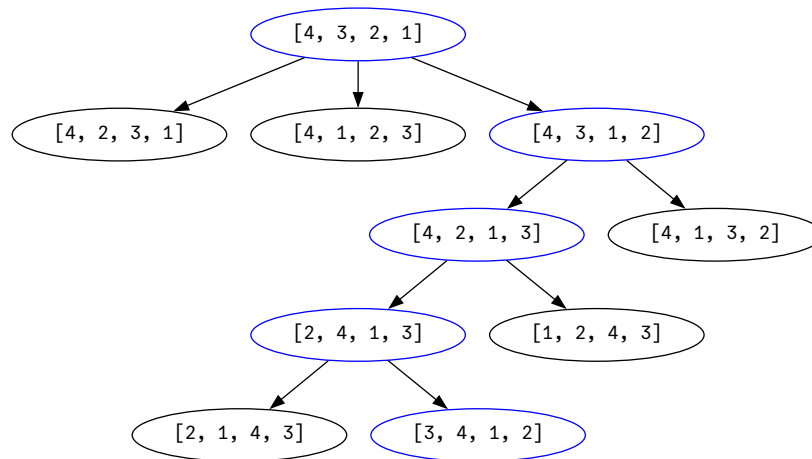 [4, 3, 2, 1]
[4, 2, 3, 1]
[4, 1, 2, 3]
[4, 3, 1, 2]
[4, 2, 1, 3]
[4, 1, 3, 2]
[2, 4, 1, 3]
[1, 2, 4, 3]
[2, 1, 4, 3]
[3, 4, 1, 2]